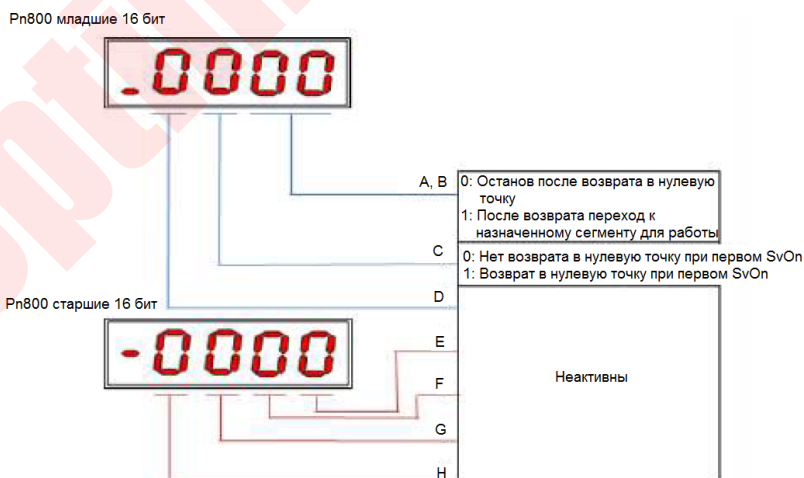 Pn800 младшие 16 бит
_0000
A, B
0: Останов после возврата в нулевую
точку
1: После возврата переход к
назначенному сегменту для работы
C
0: Нет возврата в нулевую точку при первом SvOn
1: Возврат в нулевую точку при первом SvOn
D
Pn800 старшие 16 бит
-0000
E
F
Неактивны
G
H